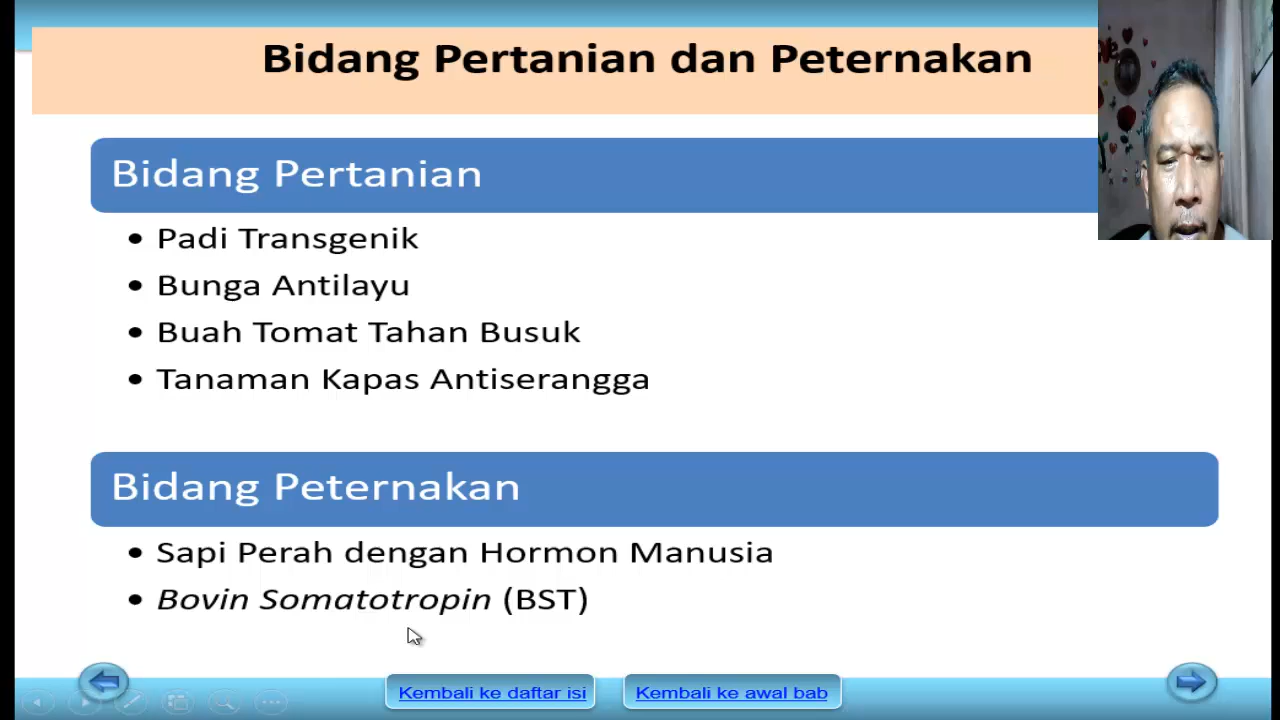 Bidang Pertanian dan Peternakan
Bidang Pertanian
• Padi Transgenik
• Bunga Antilayu
• Buah Tomat Tahan Busuk
• Tanaman Kapas Antiserangga
Bidang Peternakan
• Sapi Perah dengan Hormon Manusia
• Bovin Somatotropin (BST)
Kembali ke daftar isi
Kembali ke awal bab